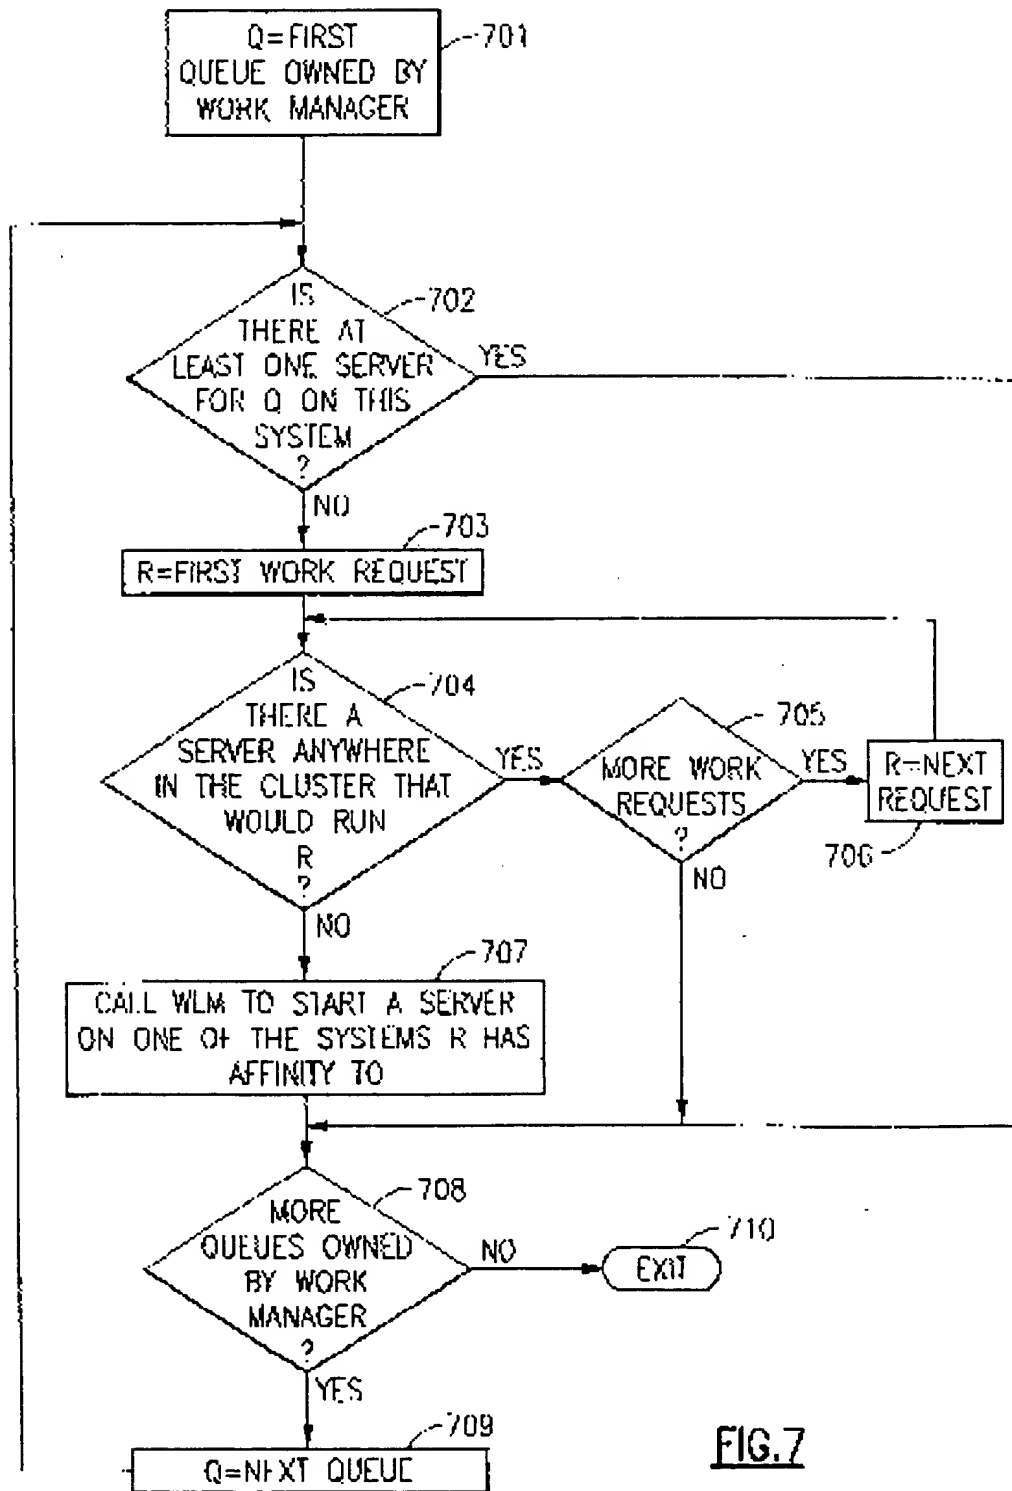 Q=FIRST
QUEUE OWNED BY
WORK MANAGER
701
IS
THERE AT
LEAST ONE SERVER
FOR Q ON THIS
SYSTEM
?
702
YES
NO
703
R=FIRST WORK REQUEST
IS
THERE A
SERVER ANYWHERE
IN THE CLUSTER THAT
WOULD RUN
R
?
704
YES
NO
MORE WORK
REQUESTS
?
705
YES
NO
R=NEXT
REQUEST
706
707
CALL WLM TO START A SERVER
ON ONE OF THE SYSTEMS R HAS
AFFINITY TO
MORE
QUEUES OWNED
BY WORK
MANAGER
?
708
NO
710
EXIT
YES
709
Q=NEXT QUEUE
FIG.7